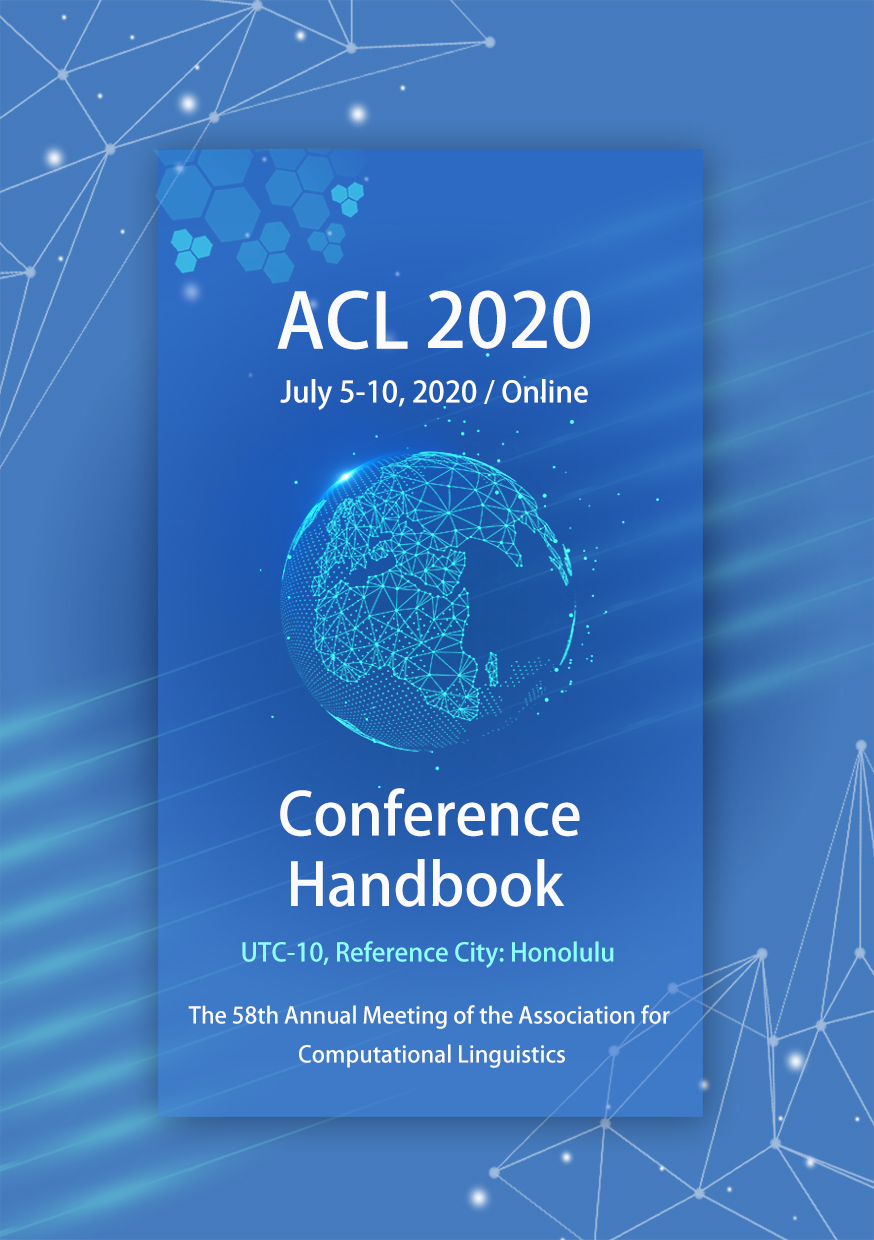 ACL 2020
July 5-10, 2020 / Online
Conference
Handbook
UTC-10, Reference City: Honolulu
The 58th Annual Meeting of the Association for
Computational Linguistics